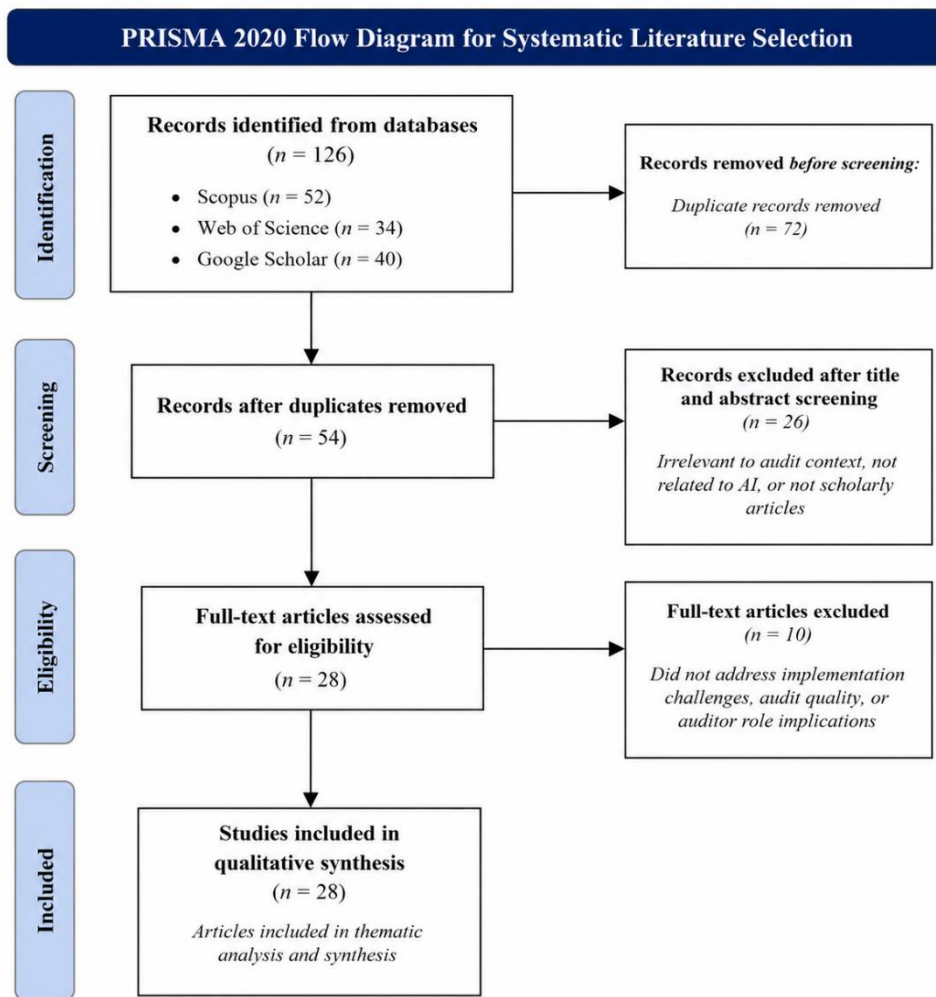 PRISMA 2020 Flow Diagram for Systematic Literature Selection
Identification
Records identified from databases
(n = 126)
• Scopus (n = 52)
• Web of Science (n = 34)
• Google Scholar (n = 40)
Records removed before screening:
Duplicate records removed
(n = 72)
Screening
Records after duplicates removed
(n = 54)
Records excluded after title
and abstract screening
(n = 26)
Irrelevant to audit context, not
related to AI, or not scholarly
articles
Eligibility
Full-text articles assessed
for eligibility
(n = 28)
Full-text articles excluded
(n = 10)
Did not address implementation
challenges, audit quality, or
auditor role implications
Included
Studies included in
qualitative synthesis
(n = 28)
Articles included in thematic
analysis and synthesis